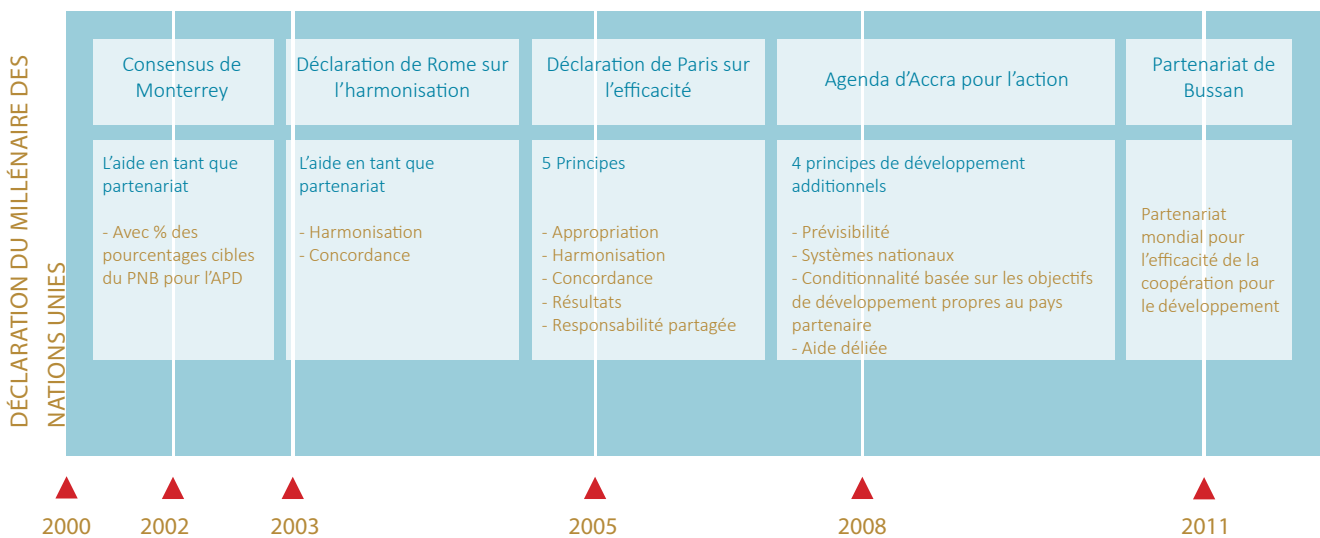 DÉCLARATION DU MILLÉNAIRE DES
NATIONS UNIES
Consensus de
Monterrey
L’aide en tant que
partenariat
- Avec % des
pourcentages cibles
du PNB pour l’APD
Déclaration de Rome sur
l’harmonisation
L’aide en tant que
partenariat
- Harmonisation
- Concordance
Déclaration de Paris sur
l’efficacité
5 Principes
- Appropriation
- Harmonisation
- Concordance
- Résultats
- Responsabilité partagée
Agenda d’Accra pour l’action
4 principes de développement
additionnels
- Prévisibilité
- Systèmes nationaux
- Conditionnalité basée sur les objectifs
de développement propres au pays
partenaire
- Aide déliée
Partenariat de
Bussan
Partenariat
mondial pour
l’efficacité de la
coopération pour
le développement
2000
2002
2003
2005
2008
2011